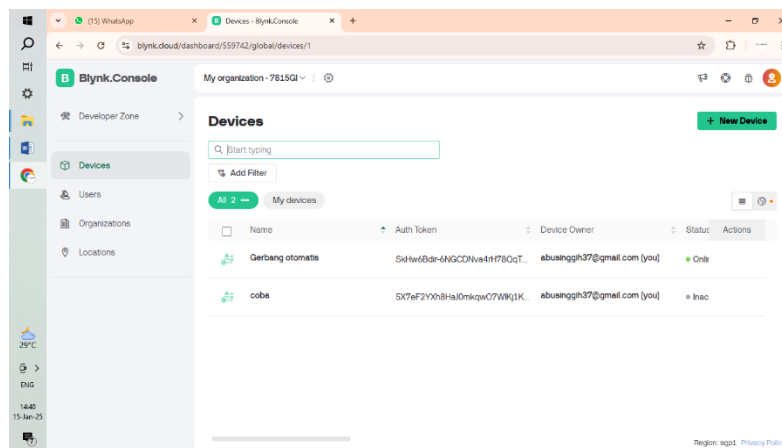 (15) WhatsApp
Devices - Blynk.Console
blynk.cloud/dashboard/559742/global/devices/1
B Blynk.Console
My organization - 7815GI
Developer Zone
Devices
Users
Organizations
Locations
Devices
+ New Device
Start typing
Add Filter
All 2
My devices
Name Auth Token Device Owner Status Actions
Gerbang otomatis abusinggih37@gmail.com (you) Onlin
coba abusinggih37@gmail.com (you) Inac
29°C
ENG
14:40
15-Jan-25
Region: sgp1 Privacy Polic